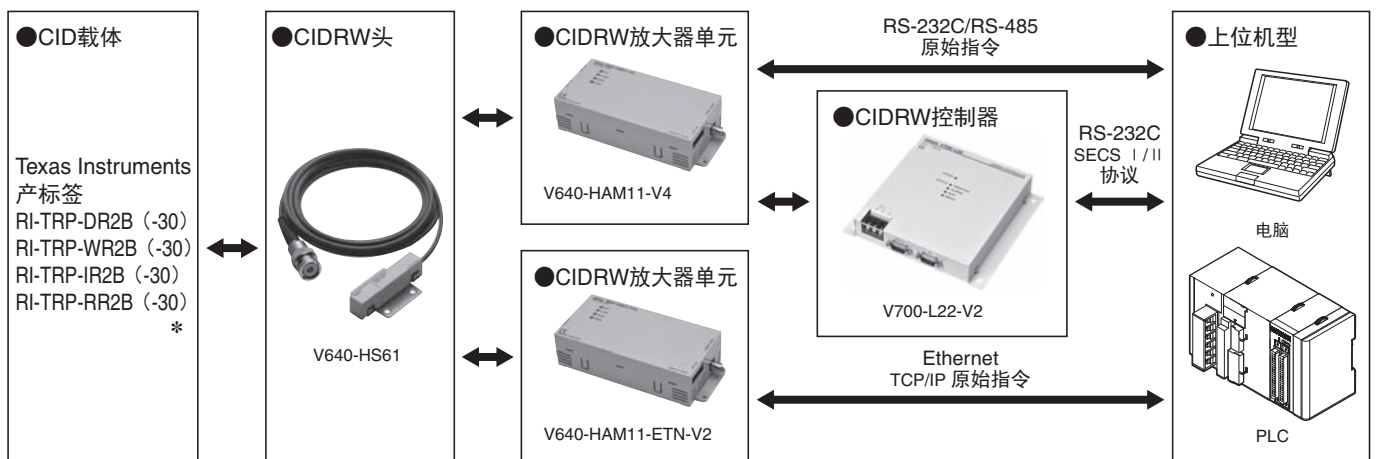 ●CID载体
Texas Instruments
产标签
RI-TRP-DR2B（-30）
RI-TRP-WR2B（-30）
RI-TRP-IR2B（-30）
RI-TRP-RR2B（-30）
*
●CIDRW头
V640-HS61
●CIDRW放大器单元
V640-HAM11-V4
●CIDRW放大器单元
V640-HAM11-ETN-V2
RS-232C/RS-485
原始指令
●CIDRW控制器
V700-L22-V2
RS-232C
SECS Ⅰ/Ⅱ
协议
Ethernet
TCP/IP 原始指令
●上位机型
电脑
PLC